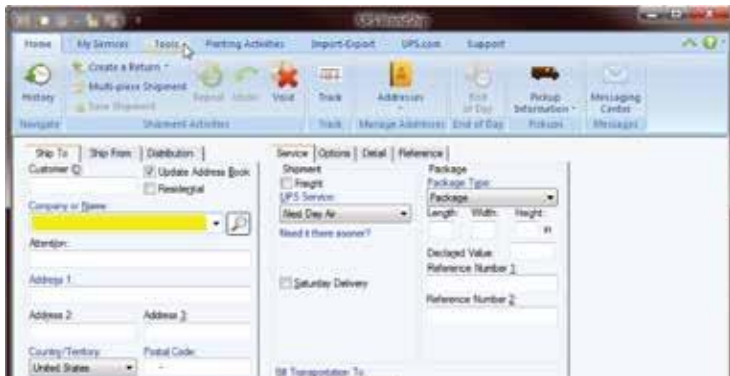 UPS WorldShip
Home My Services Tools Printing Activities Import-Export UPS.com Support
History
Create a Return
Multi-piece Shipment
Save Shipment
Repeat Undo Void Track Addresses
End of Day
Pickup Information
Messaging Center
Navigate Shipment Activities Track Manage Addresses End of Day Pickups Messages
Ship To Ship From Distribution
Customer ID: Update Address Book
Residential
Company or Name:
Attention:
Address 1:
Address 2: Address 3:
Country/Territory: Postal Code:
United States -
Service Options Detail Reference
Shipment
Freight
UPS Service:
Next Day Air
Need it there sooner?
Saturday Delivery
Bill Transportation To:
Package
Package Type:
Package
Length: Width: Height:
in
Declared Value:
Reference Number 1:
Reference Number 2: